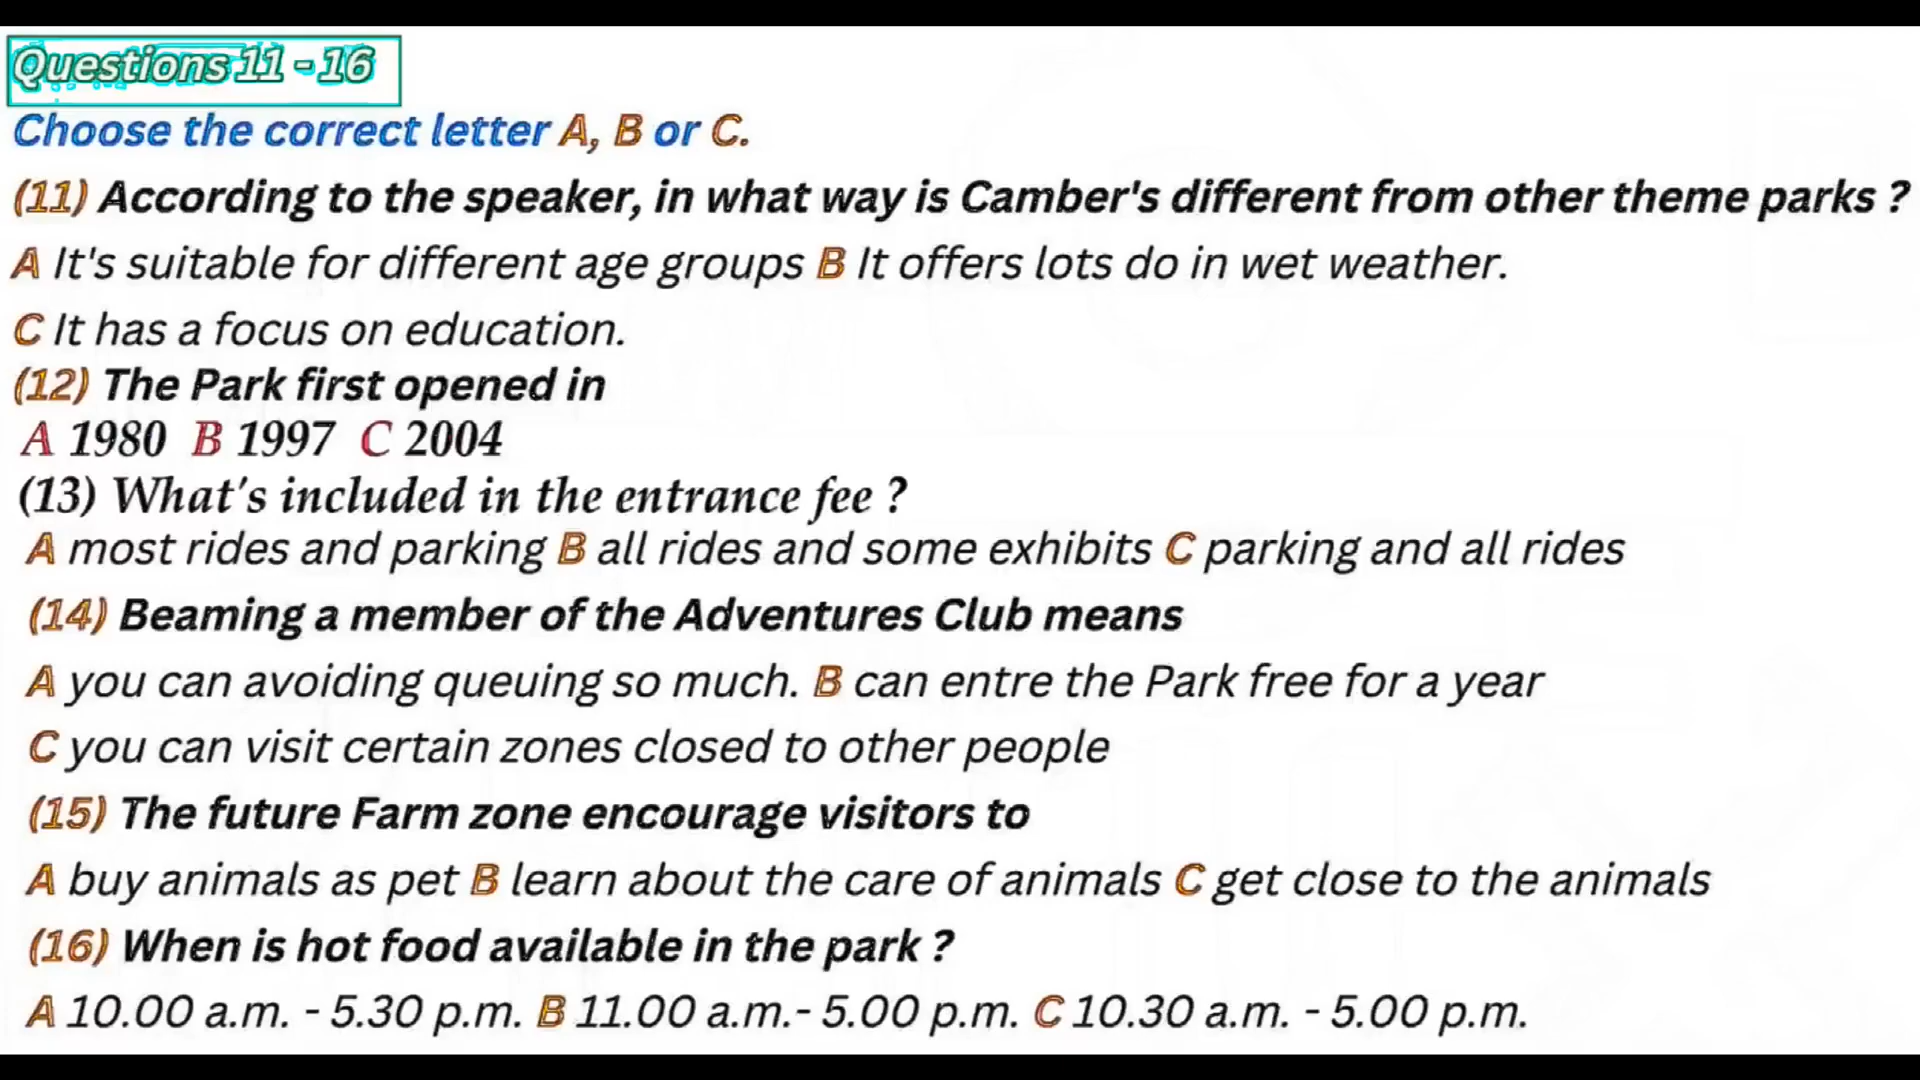 Questions 11 - 16
Choose the correct letter A, B or C.
(11) According to the speaker, in what way is Camber's different from other theme parks ?
A It's suitable for different age groups B It offers lots do in wet weather.
C It has a focus on education.
(12) The Park first opened in
A 1980 B 1997 C 2004
(13) What's included in the entrance fee ?
A most rides and parking B all rides and some exhibits C parking and all rides
(14) Beaming a member of the Adventures Club means
A you can avoiding queuing so much. B can entre the Park free for a year
C you can visit certain zones closed to other people
(15) The future Farm zone encourage visitors to
A buy animals as pet B learn about the care of animals C get close to the animals
(16) When is hot food available in the park ?
A 10.00 a.m. - 5.30 p.m. B 11.00 a.m.- 5.00 p.m. C 10.30 a.m. - 5.00 p.m.